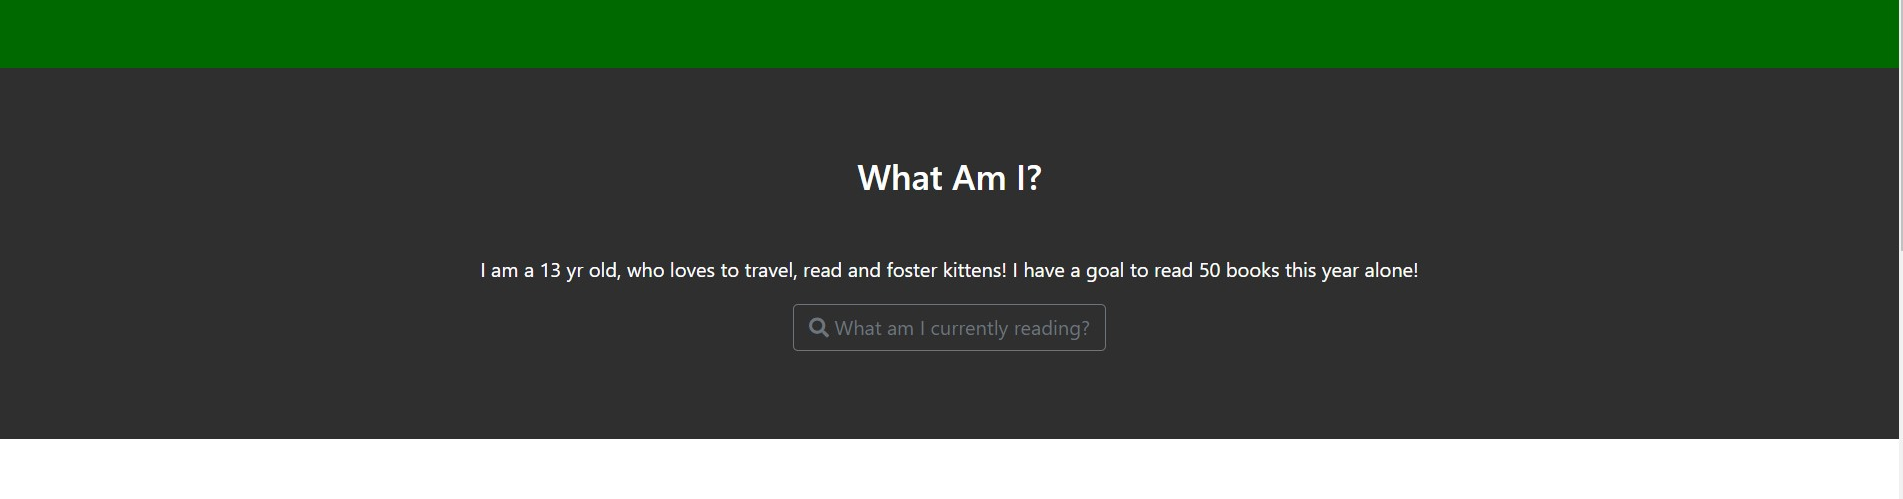 What Am I?
I am a 13 yr old, who loves to travel, read and foster kittens! I have a goal to read 50 books this year alone!
What am I currently reading?